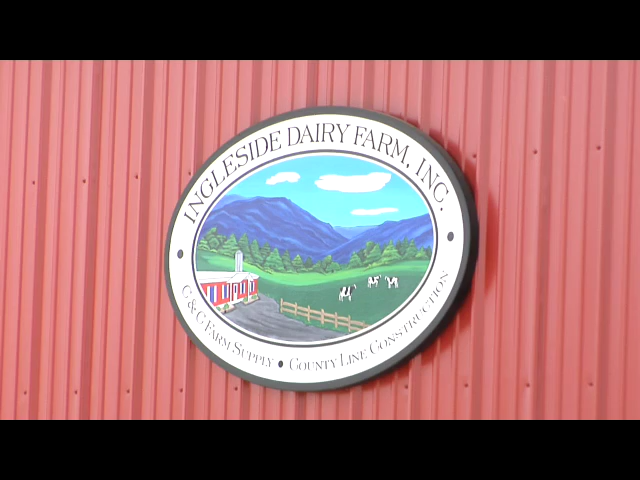 INGLESIDE DAIRY FARM, INC.
C & C FARM SUPPLY • COUNTY LINE CONSTRUCTION